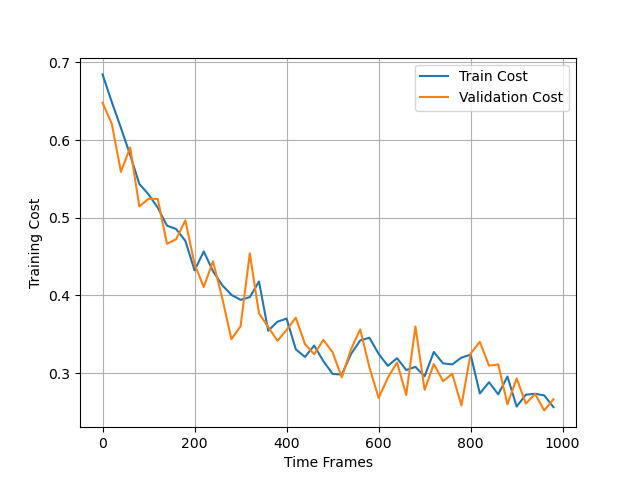 Train Cost
Validation Cost
0.7
0.6
0.5
0.4
0.3
Training Cost
0 200 400 600 800 1000
Time Frames